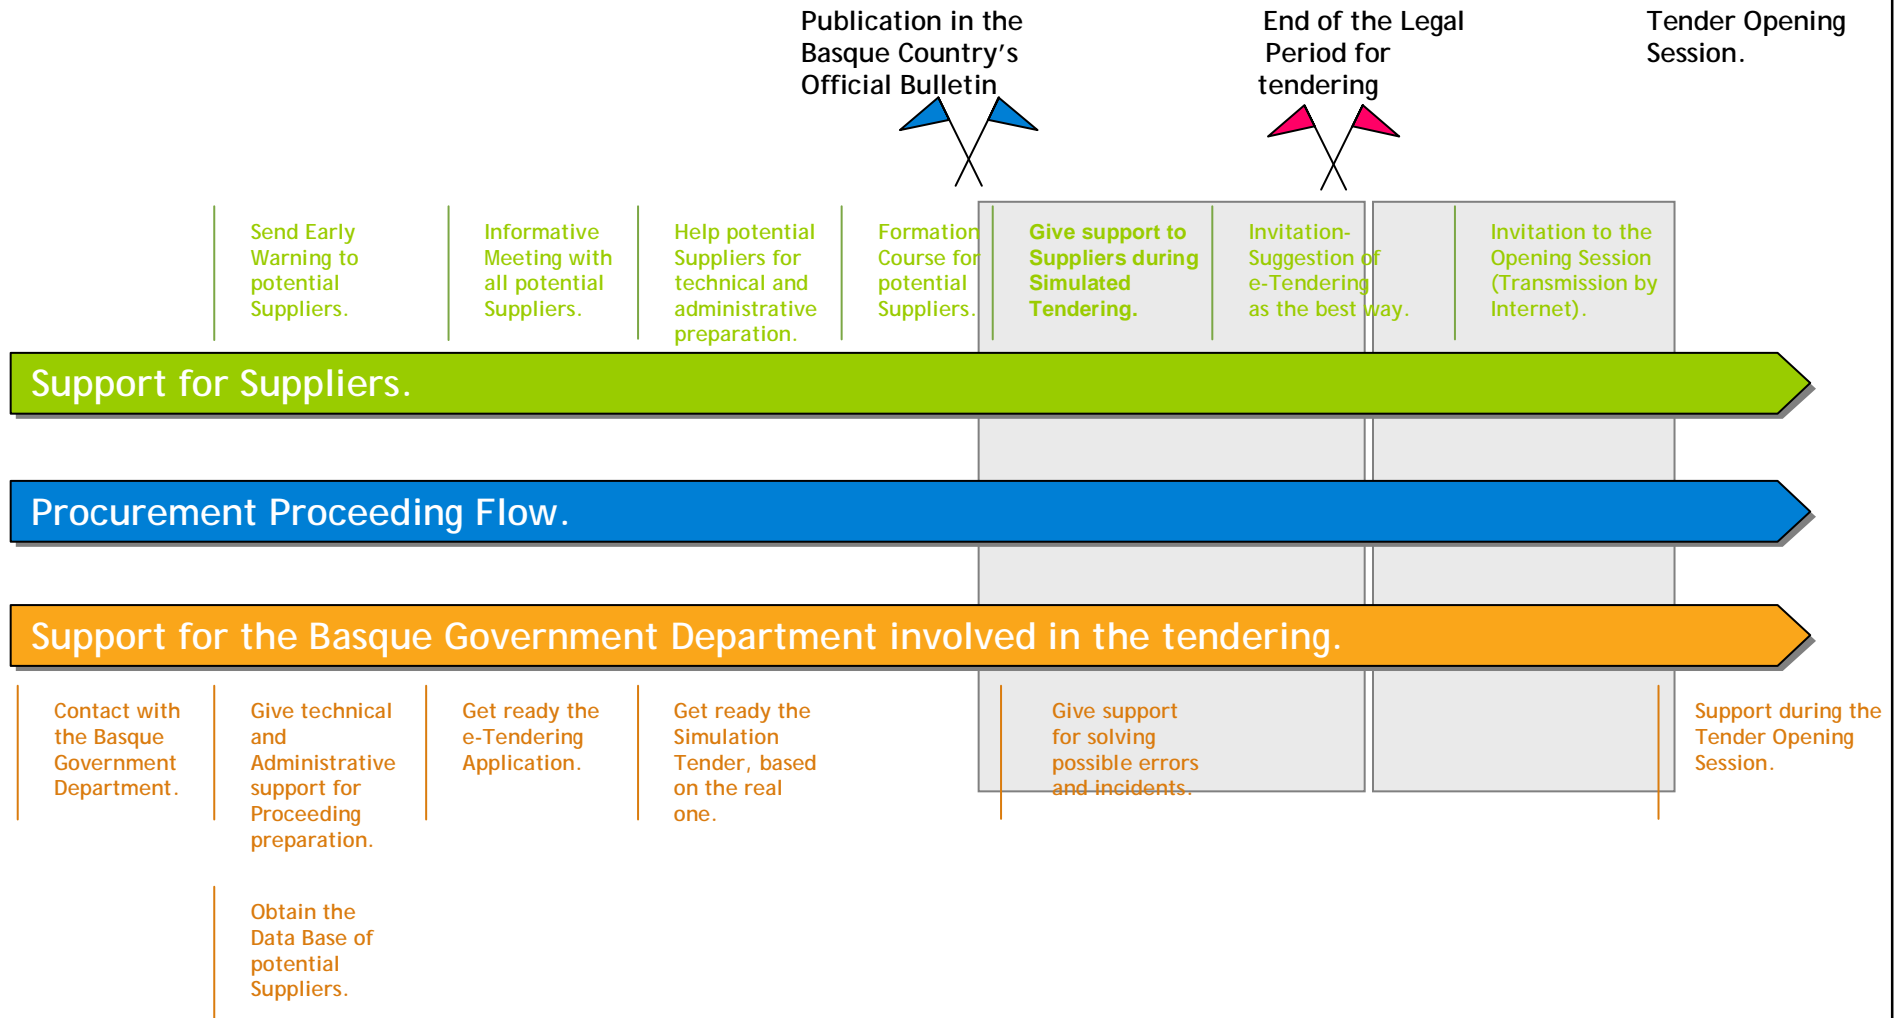 Publication in the
Basque Country's
Official Bulletin
End of the Legal
Period for
tendering
Tender Opening
Session.
Send Early
Warning to
potential
Suppliers.
Informative
Meeting with
all potential
Suppliers.
Help potential
Suppliers for
technical and
administrative
preparation.
Formation
Course for
potential
Suppliers.
Give support to
Suppliers during
Simulated
Tendering.
Invitation-
Suggestion of
e-Tendering
as the best way.
Invitation to the
Opening Session
(Transmission by
Internet).
Support for Suppliers.
Procurement Proceeding Flow.
Support for the Basque Government Department involved in the tendering.
Contact with
the Basque
Government
Department.
Give technical
and
Administrative
support for
Proceeding
preparation.
Get ready the
e-Tendering
Application.
Get ready the
Simulation
Tender, based
on the real
one.
Give support
for solving
possible errors
and incidents.
Support during the
Tender Opening
Session.
Obtain the
Data Base of
potential
Suppliers.